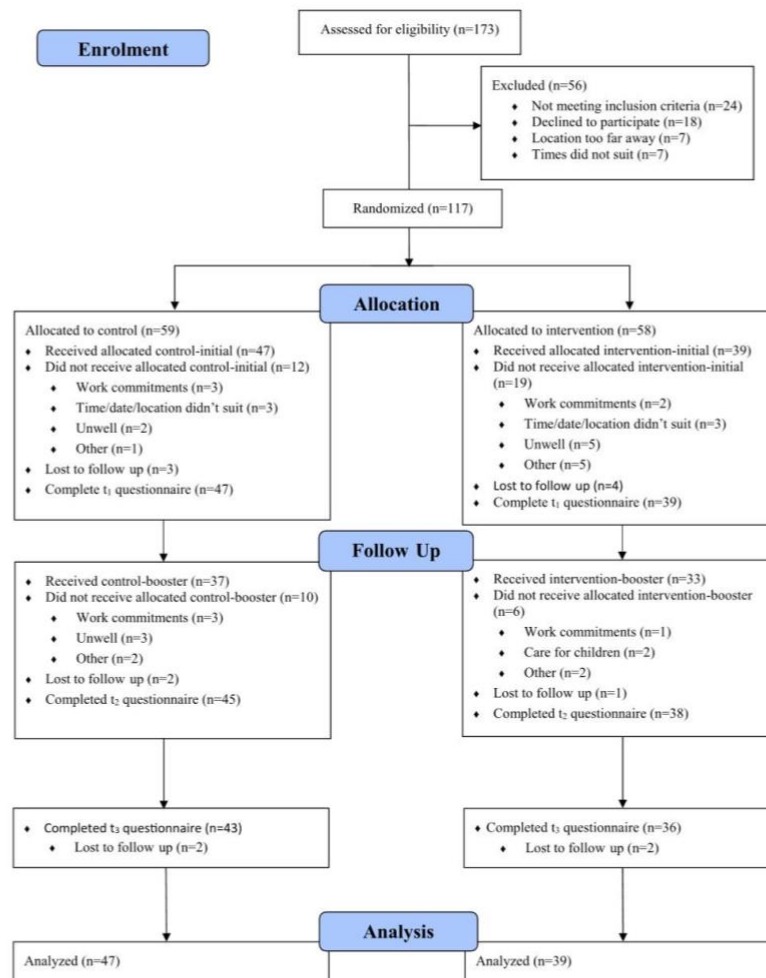 Assessed for eligibility (n=173)
Enrolment
Excluded (n=56)
♦ Not meeting inclusion criteria (n=24)
♦ Declined to participate (n=18)
♦ Location too far away (n=7)
♦ Times did not suit (n=7)
Randomized (n=117)
Allocation
Allocated to control (n=59)
♦ Received allocated control-initial (n=47)
♦ Did not receive allocated control-initial (n=12)
♦ Work commitments (n=3)
♦ Time/date/location didn't suit (n=3)
♦ Unwell (n=2)
♦ Other (n=1)
♦ Lost to follow up (n=3)
♦ Complete t₁ questionnaire (n=47)
Allocated to intervention (n=58)
♦ Received allocated intervention-initial (n=39)
♦ Did not receive allocated intervention-initial
(n=19)
♦ Work commitments (n=2)
♦ Time/date/location didn't suit (n=3)
♦ Unwell (n=5)
♦ Other (n=5)
♦ Lost to follow up (n=4)
♦ Complete t₁ questionnaire (n=39)
Follow Up
♦ Received control-booster (n=37)
♦ Did not receive allocated control-booster (n=10)
♦ Work commitments (n=3)
♦ Unwell (n=3)
♦ Other (n=2)
♦ Lost to follow up (n=2)
♦ Completed t₂ questionnaire (n=45)
♦ Received intervention-booster (n=33)
♦ Did not receive allocated intervention-booster
(n=6)
♦ Work commitments (n=1)
♦ Care for children (n=2)
♦ Other (n=2)
♦ Lost to follow up (n=1)
♦ Completed t₂ questionnaire (n=38)
♦ Completed t₃ questionnaire (n=43)
♦ Lost to follow up (n=2)
♦ Completed t₃ questionnaire (n=36)
♦ Lost to follow up (n=2)
Analysis
Analyzed (n=47)
Analyzed (n=39)